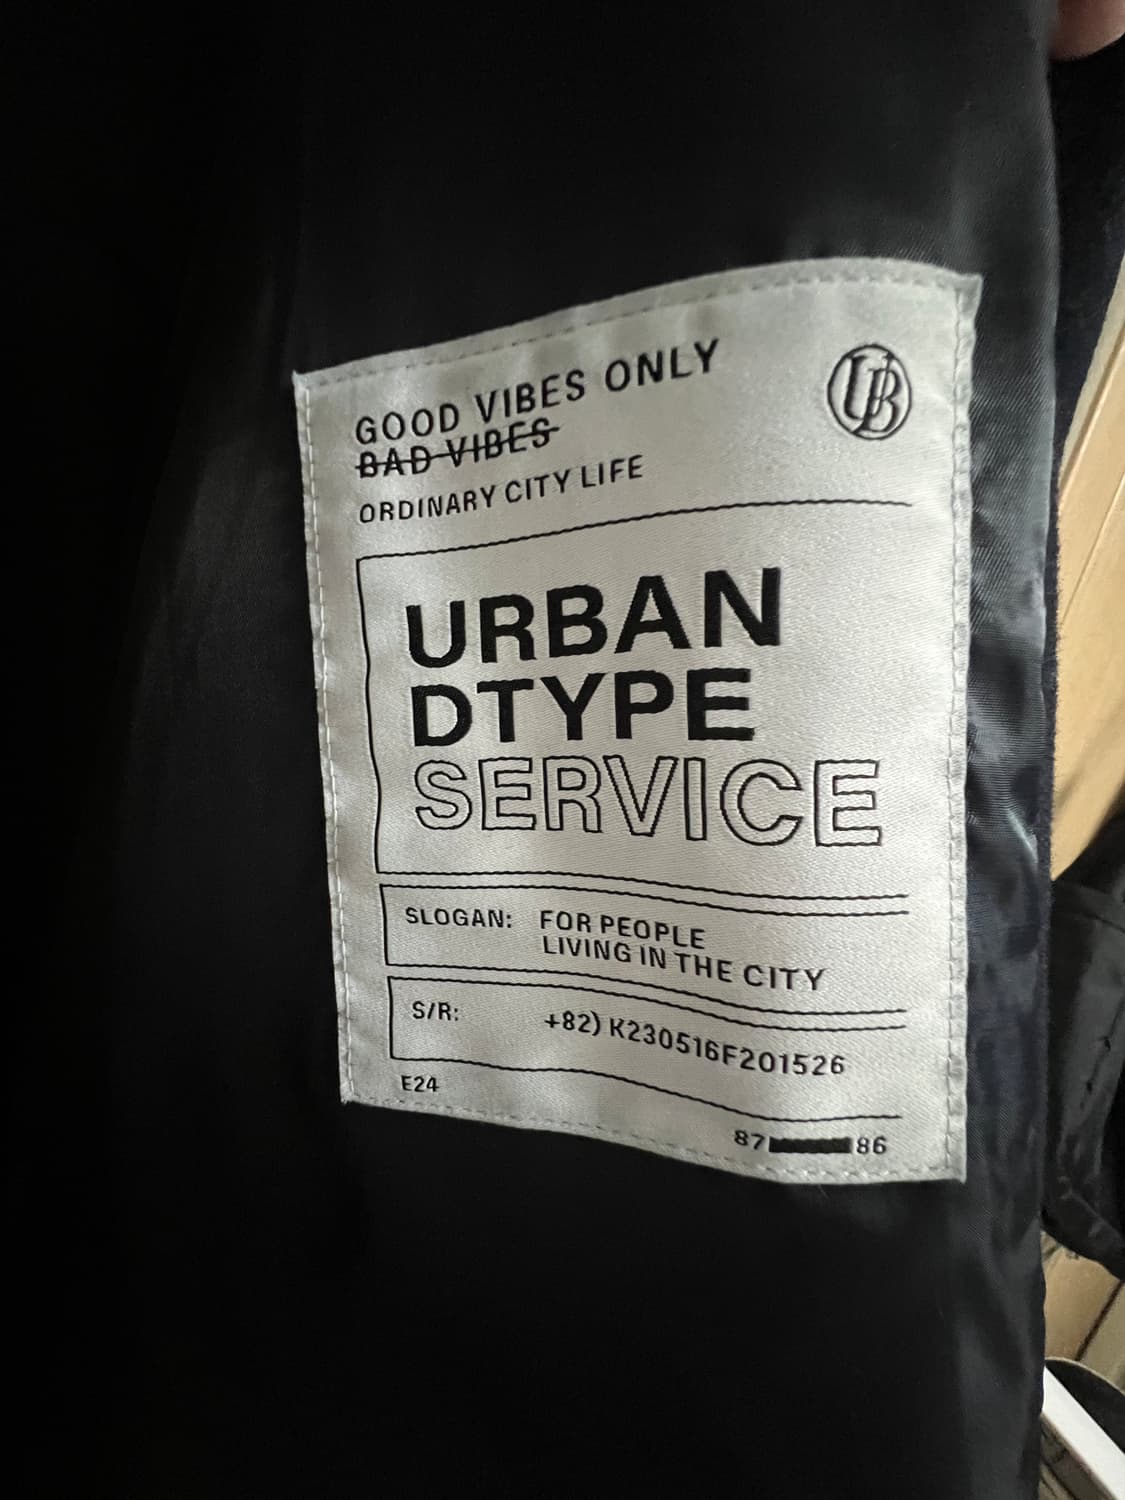 GOOD VIBES ONLY
BAD VIBES
ORDINARY CITY LIFE
UB
URBAN
DTYPE
SERVICE
SLOGAN: FOR PEOPLE
LIVING IN THE CITY
S/R: +82) K230516F201526
E24
87 86